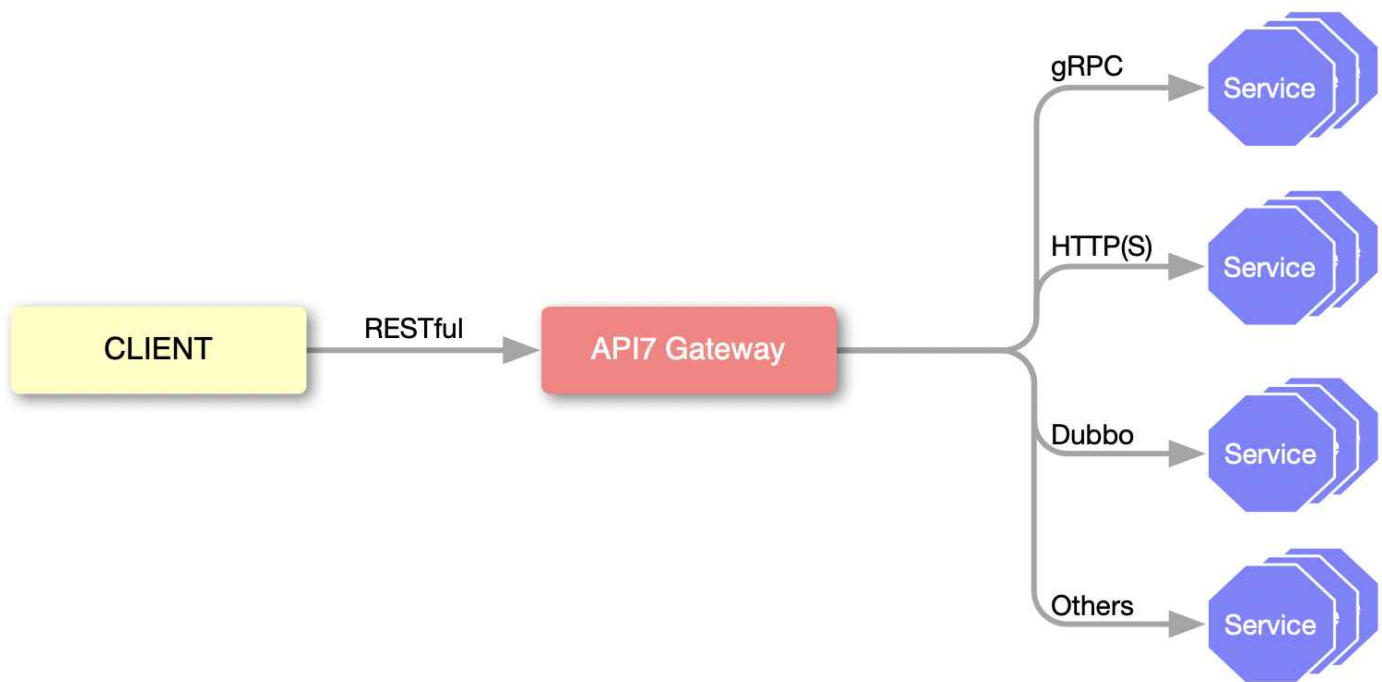 gRPC
Service
HTTP(S)
Service
CLIENT
RESTful
API7 Gateway
Dubbo
Service
Others
Service